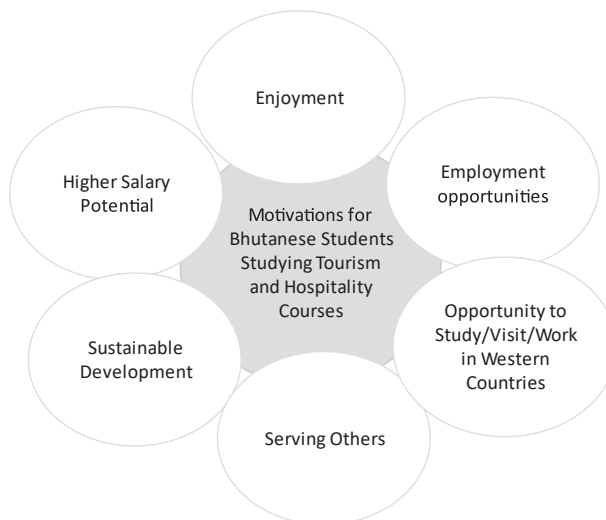 Enjoyment
Employment
opportunities
Higher Salary
Potential
Motivations for
Bhutanese Students
Studying Tourism
and Hospitality
Courses
Opportunity to
Study/Visit/Work
in Western
Countries
Sustainable
Development
Serving Others